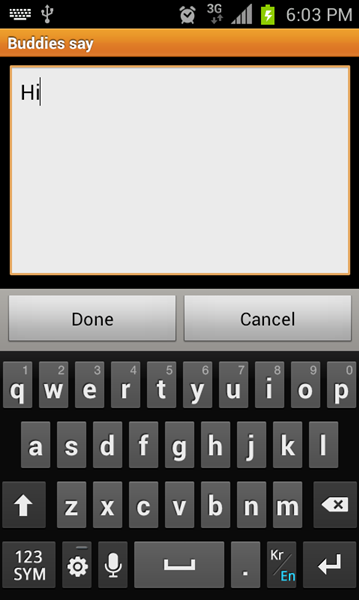 3G 6:03 PM
Buddies say
Hi
Done Cancel
1 2 3 4 5 6 7 8 9 0
q w e r t y u i o p
a s d f g h j k l
z x c v b n m
123 SYM . Kr/En